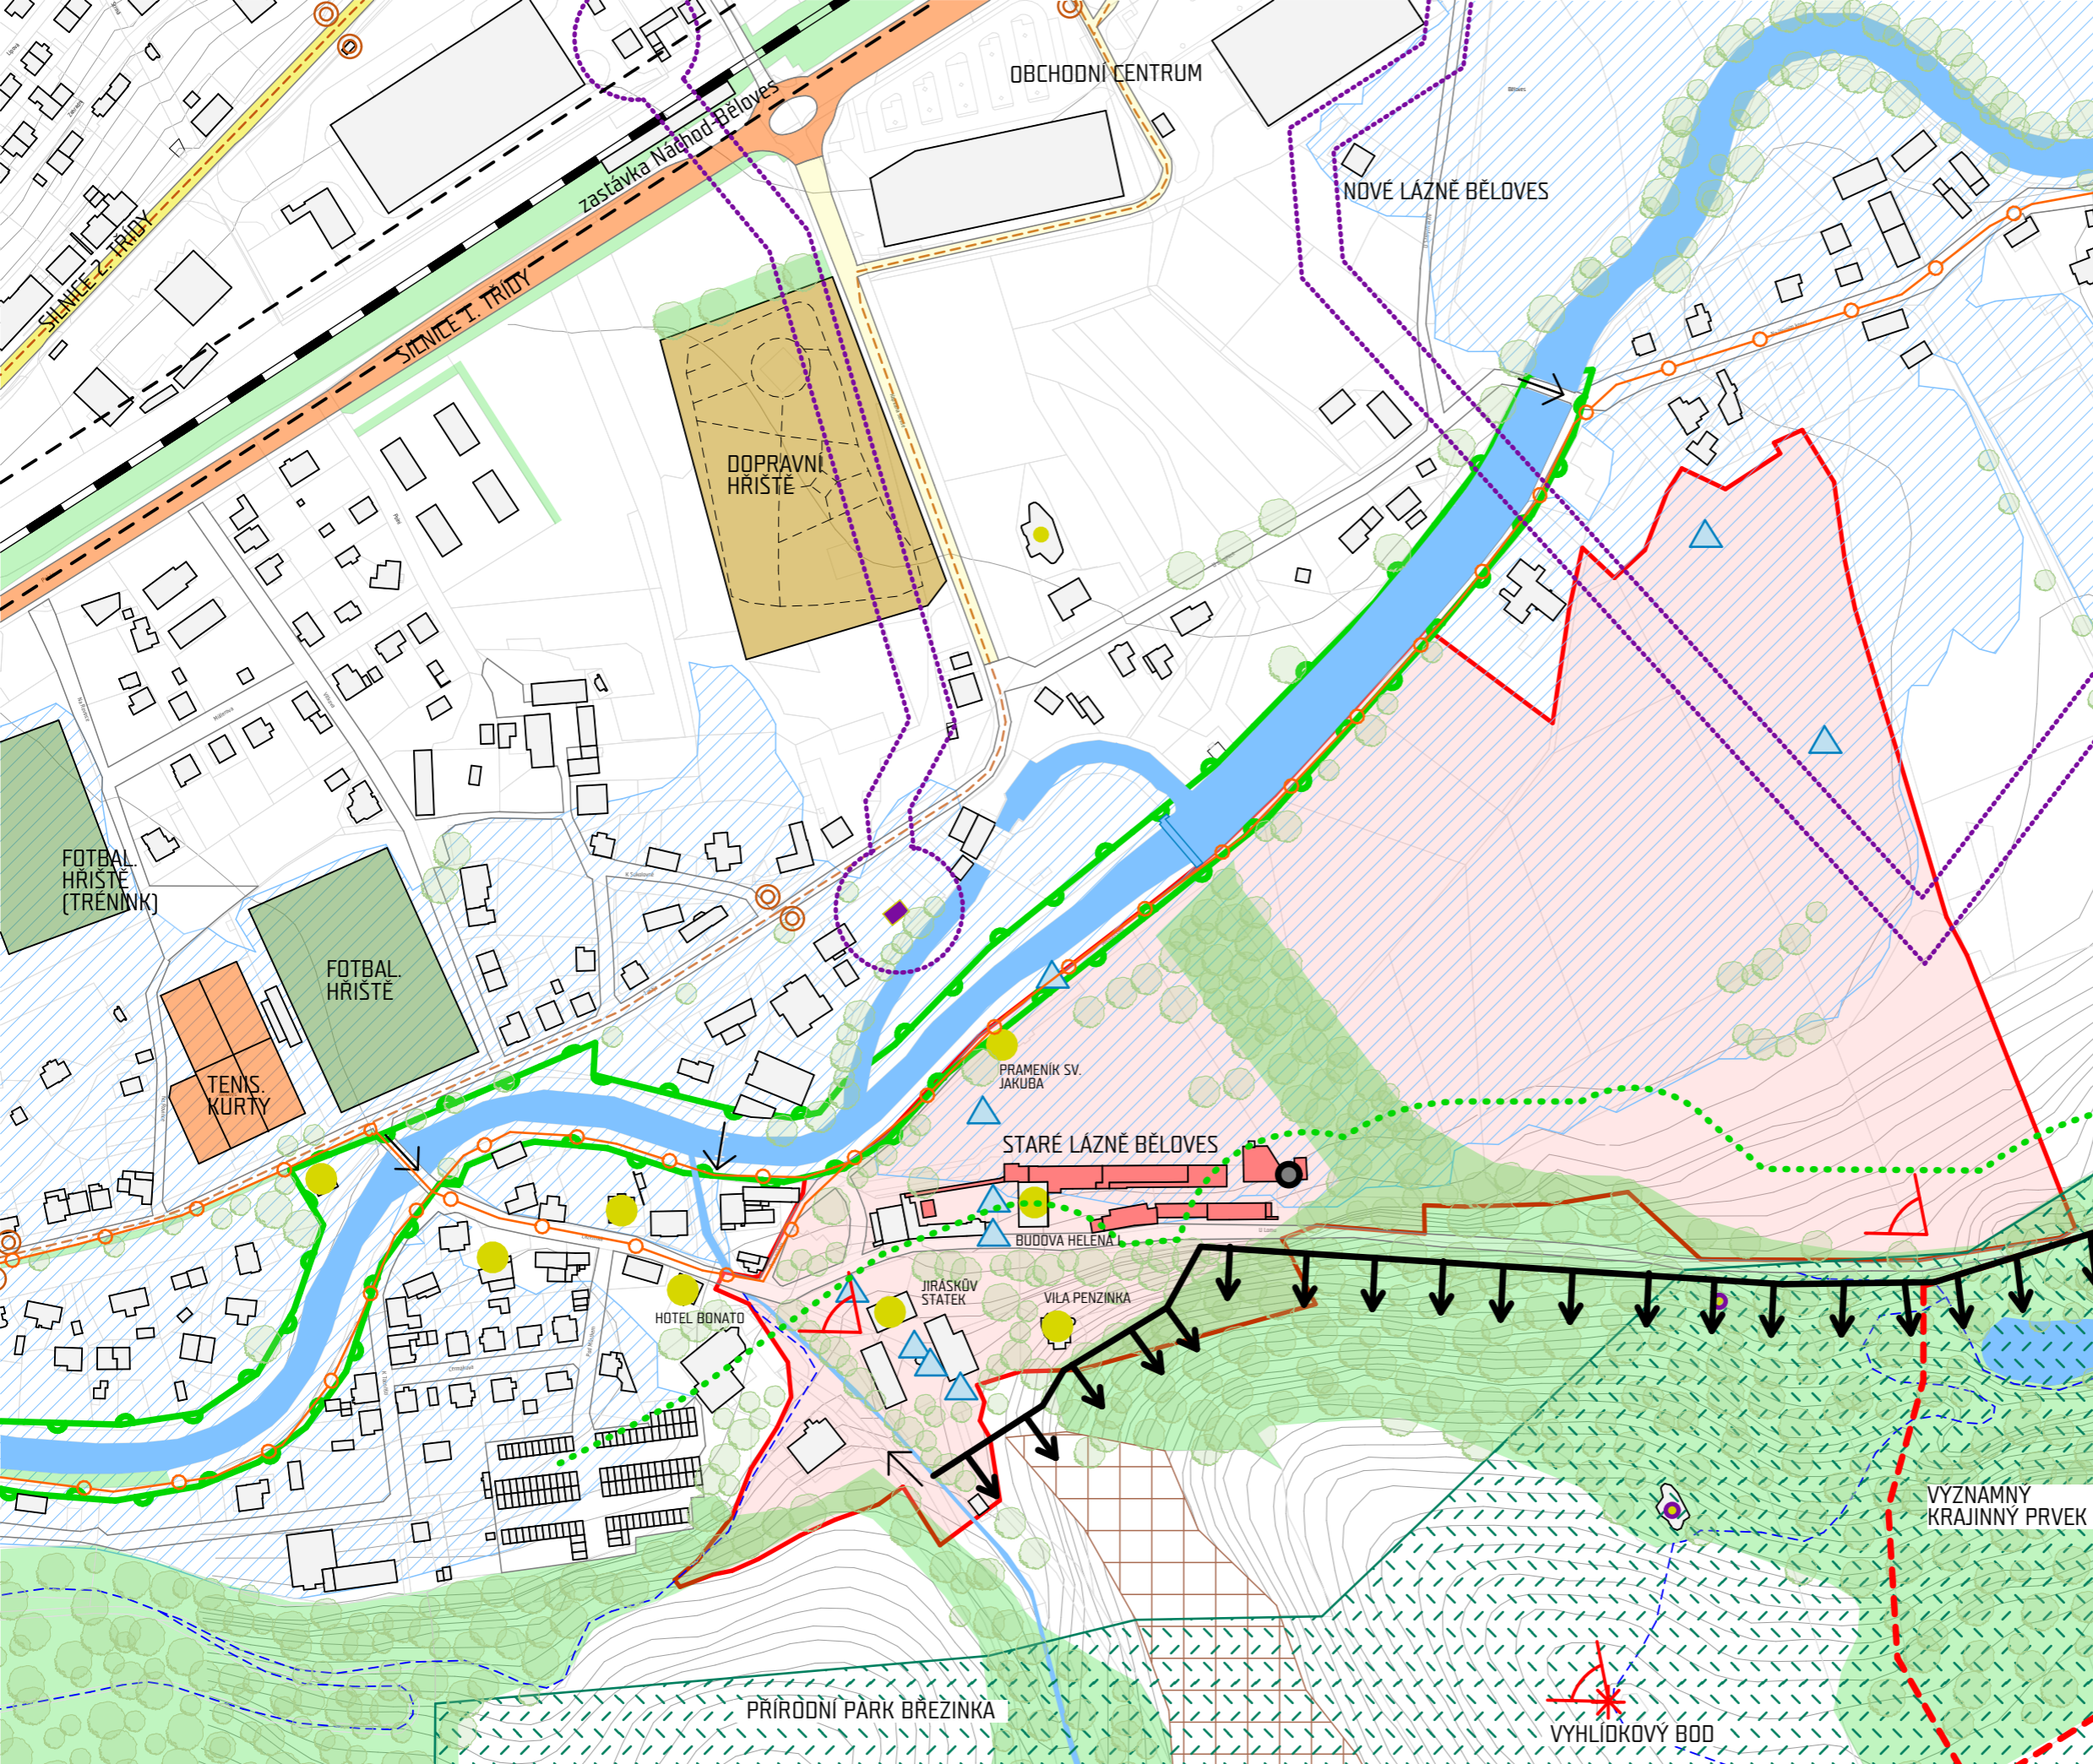 OBCHODNÍ CENTRUM
Běloves
zastávka Náchod-Běloves
NOVÉ LÁZNĚ BĚLOVES
SILNICE 2. TŘÍDY
SILNICE 1. TŘÍDY
DOPRAVNÍ
HŘIŠTĚ
FOTBAL.
HŘIŠTĚ
(TRÉNINK)
FOTBAL.
HŘIŠTĚ
TENIS.
KURTY
PRAMENÍK SV.
JAKUBA
STARÉ LÁZNĚ BĚLOVES
BUDOVA HELENA I.
JIRÁSKŮV
STATEK
VILA PENZINKA
HOTEL BONATO
VÝZNAMNÝ
KRAJINNÝ PRVEK
PŘÍRODNÍ PARK BŘEZINKA
VYHLÍDKOVÝ BOD